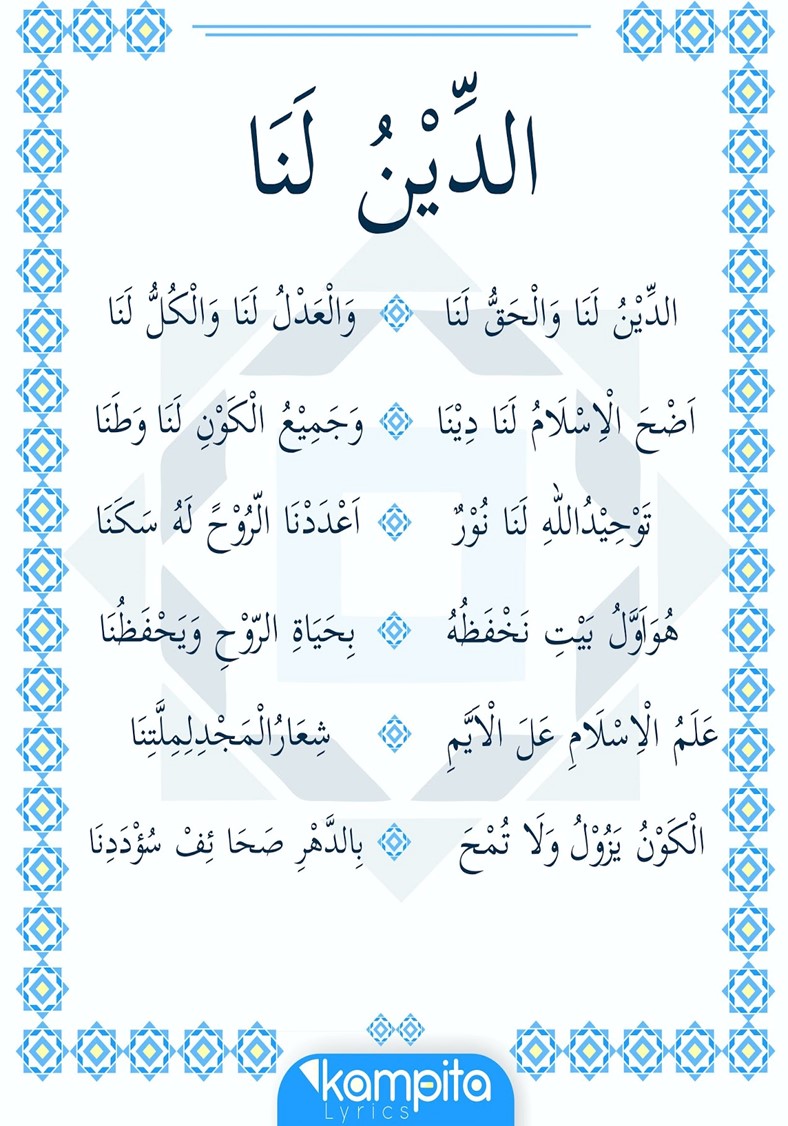 الدِّيْنُ لَنَا
الدِّيْنُ لَنَا وَالْحَقُّ لَنَا وَالْعَدْلُ لَنَا وَالْكُلُّ لَنَا
اَضْحَ الْاِسْلَامُ لَنَا دِيْنَا وَجَمِيْعُ الْكَوْنِ لَنَا وَطَنَا
تَوْحِيْدُاللهِ لَنَا نُوْرٌ اَعْدَدْنَا الرُّوْحً لَهُ سَكَنَا
هُوَاَوَّلُ بَيْتِ نَخْفَظُهُ بِحَيَاةِ الرّوْحِ وَيَحْفَظُنَا
عَلَمُ الْاِسْلَامِ عَلَ الْاَيَّمِ شِعَارُالْمَجْدِلِمِلَّتِنَا
الْكَوْنُ يَزُوْلُ وَلَا تُمْحَ بِالدَّهْرِ صَحَا ئِفْ سُؤْدَدِنَا
kampita
Lyrics